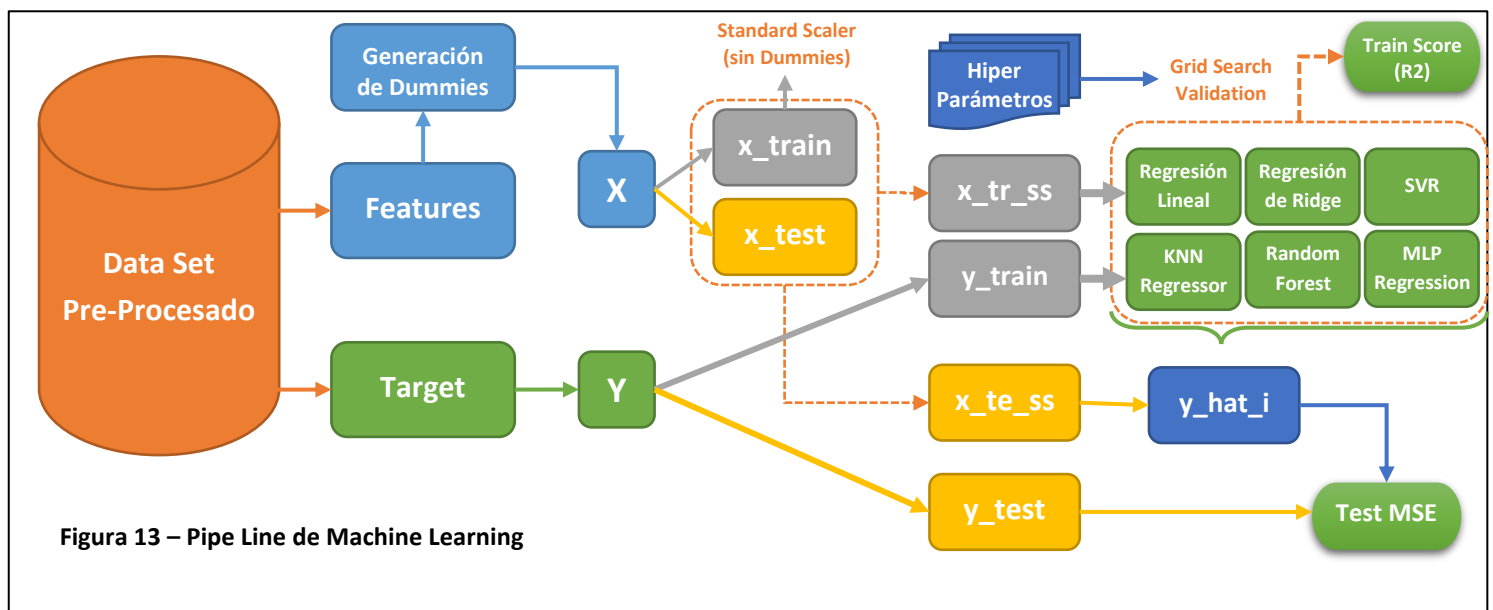 Data Set
Pre-Procesado
Generación
de Dummies
Features
Target
X
Y
Standard Scaler
(sin Dummies)
x_train
x_test
Hiper
Parámetros
Grid Search
Validation
Train Score
(R2)
x_tr_ss
y_train
Regresión
Lineal
Regresión
de Ridge
SVR
KNN
Regressor
Random
Forest
MLP
Regression
x_te_ss
y_hat_i
y_test
Test MSE
Figura 13 – Pipe Line de Machine Learning